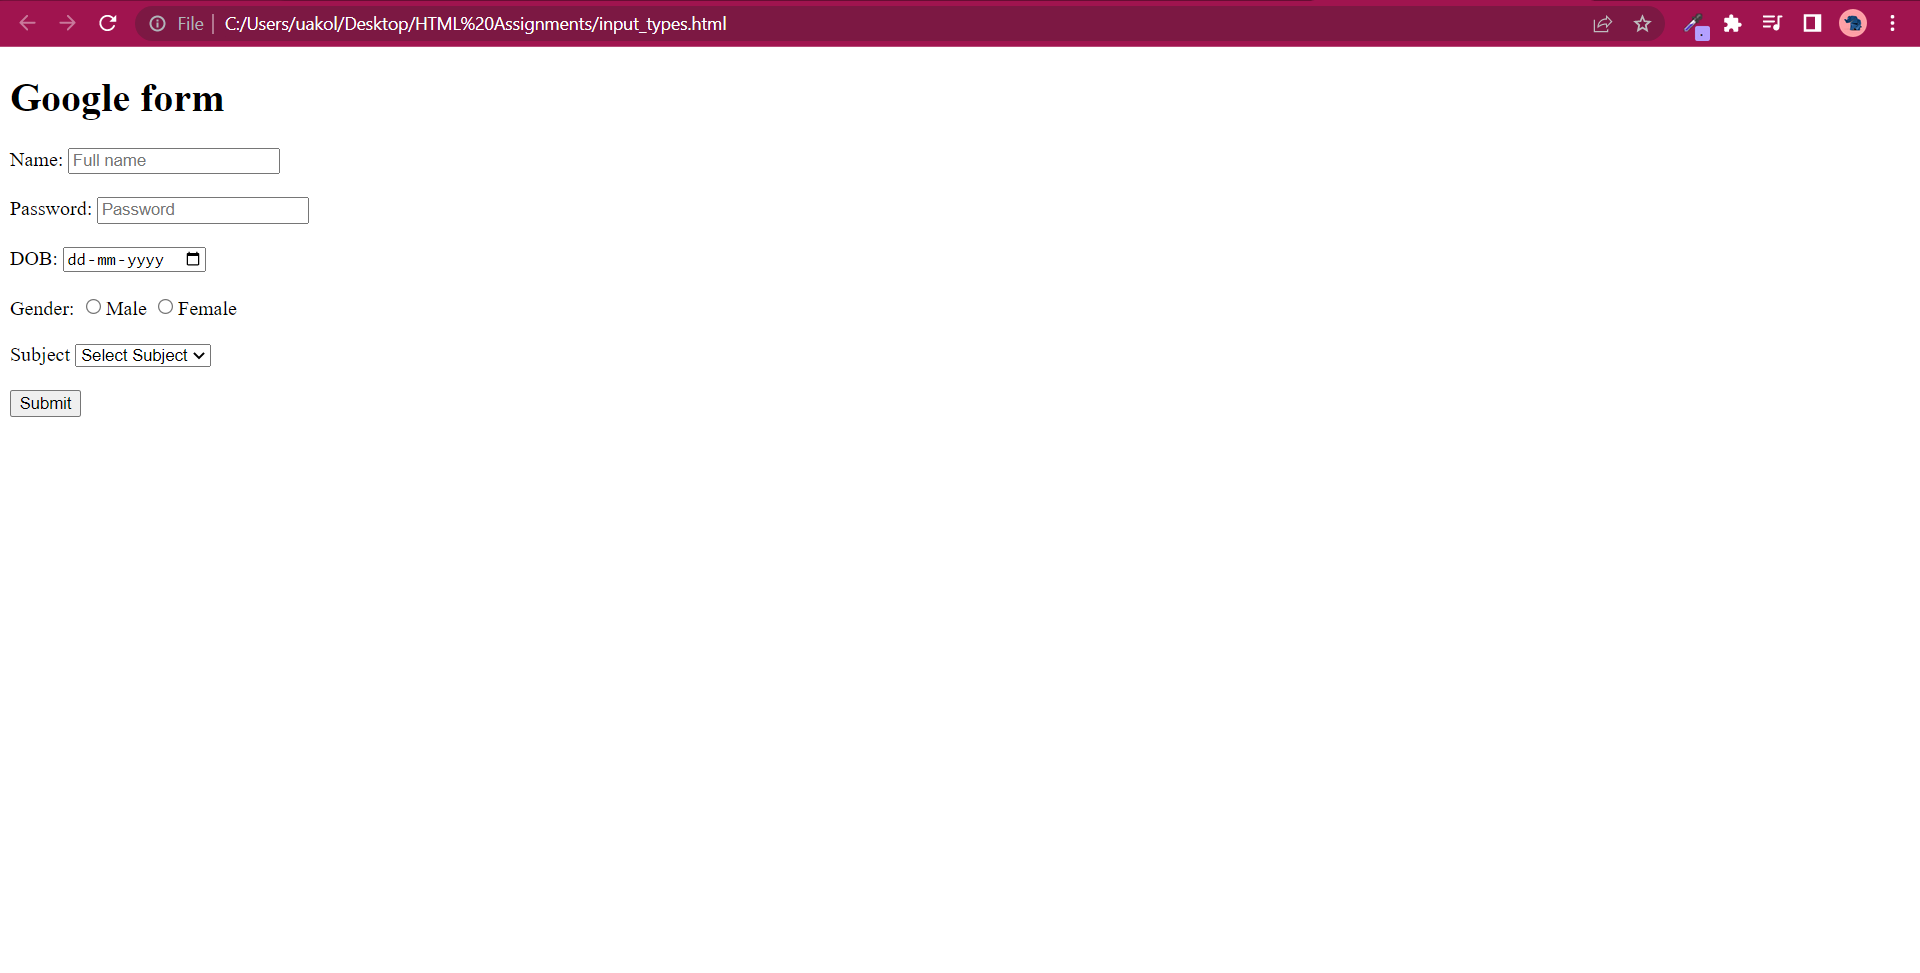 File | C:/Users/uakol/Desktop/HTML%20Assignments/input_types.html
Google form
Name: Full name
Password: Password
DOB: dd-mm-yyyy
Gender: Male Female
Subject Select Subject
Submit